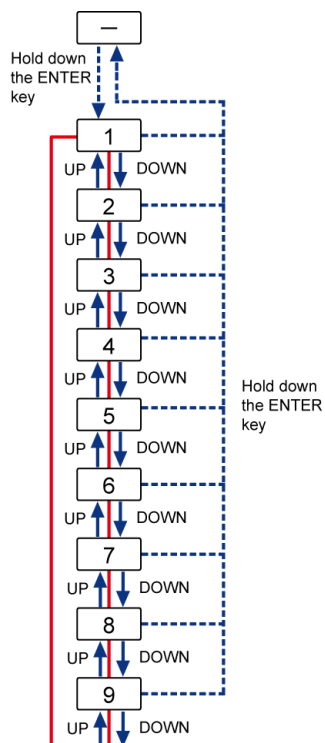 –
Hold down
the ENTER
key
1
UP DOWN
2
UP DOWN
3
UP DOWN
4
UP DOWN
5
UP DOWN
6
UP DOWN
7
UP DOWN
8
UP DOWN
9
UP DOWN
Hold down
the ENTER
key